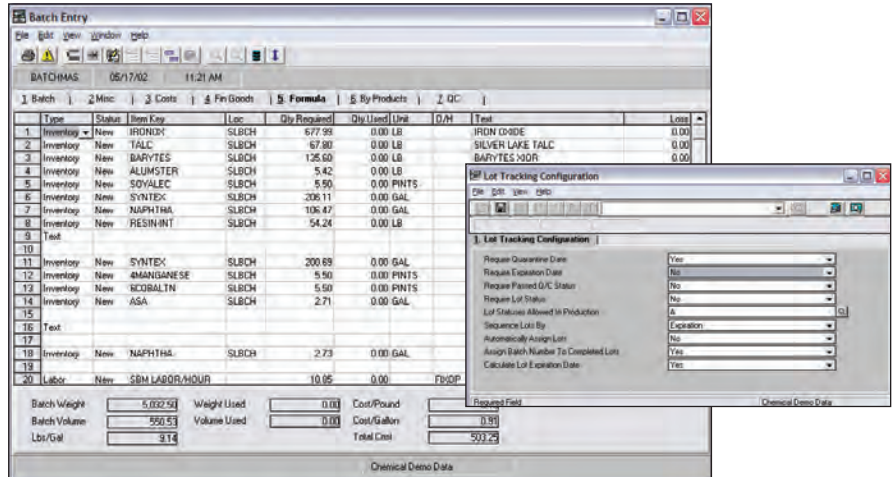 Batch Entry
File Edit View Window Help
BATCHMAS 05/17/02 11:21 AM
1 Batch 2 Misc 3 Costs 4 Fin Goods 5 Formula 6 By Products 7 QC
Type Status Item Key Loc Qty Required Qty Used Unit O/H Text Loss
1 Inventory New IRONOX SLBCH 677.99 0.00 LB IRON OXIDE 0.00
2 Inventory New TALC SLBCH 67.80 0.00 LB SILVER LAKE TALC 0.00
3 Inventory New BARYTES SLBCH 135.60 0.00 LB BARYTES XIOR 0.00
4 Inventory New ALUMSTER SLBCH 5.42 0.00 LB
5 Inventory New SOYALEC SLBCH 5.50 0.00 PINTS
6 Inventory New SYNTEX SLBCH 206.11 0.00 GAL
7 Inventory New NAPHTHA SLBCH 106.47 0.00 GAL
8 Inventory New RESIN-INT SLBCH 54.24 0.00 LB
9 Text
10
11 Inventory New SYNTEX SLBCH 200.69 0.00 GAL
12 Inventory New 4MANGANESE SLBCH 5.50 0.00 PINTS
13 Inventory New 6COBALTN SLBCH 5.50 0.00 PINTS
14 Inventory New ASA SLBCH 2.71 0.00 GAL
15
16 Text
17
18 Inventory New NAPHTHA SLBCH 2.73 0.00 GAL
19
20 Labor New SBM LABOR/HOUR 10.05 0.00
Batch Weight 5,032.50 Weight Used 0.00 Cost/Pound
Batch Volume 550.53 Volume Used 0.00 Cost/Gallon 0.91
Lbs/Gal 9.14 Total Cost 503.25
Chemical Demo Data
Lot Tracking Configuration
File Edit View Help
1. Lot Tracking Configuration
Require Quarantine Date Yes
Require Expiration Date No
Require Passed Q/C Status No
Require Lot Status No
Lot Statuses Allowed In Production A
Sequence Lots By Expiration
Automatically Assign Lots No
Assign Batch Number To Completed Lots Yes
Calculate Lot Expiration Date Yes
Required Field Chemical Demo Data